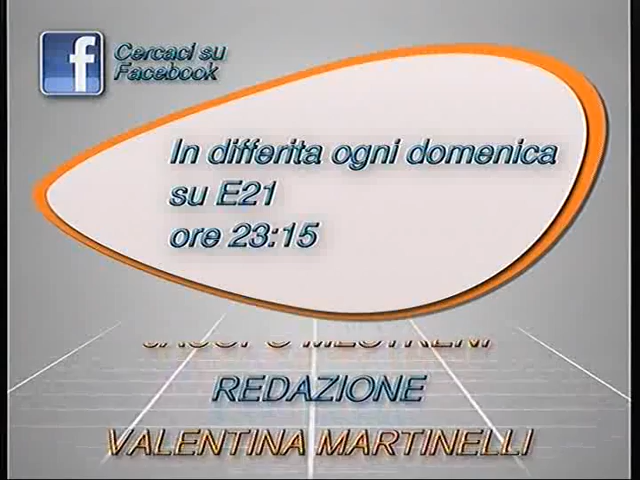 Cercaci su
Facebook
In differita ogni domenica
su E21
ore 23:15
REDAZIONE
VALENTINA MARTINELLI